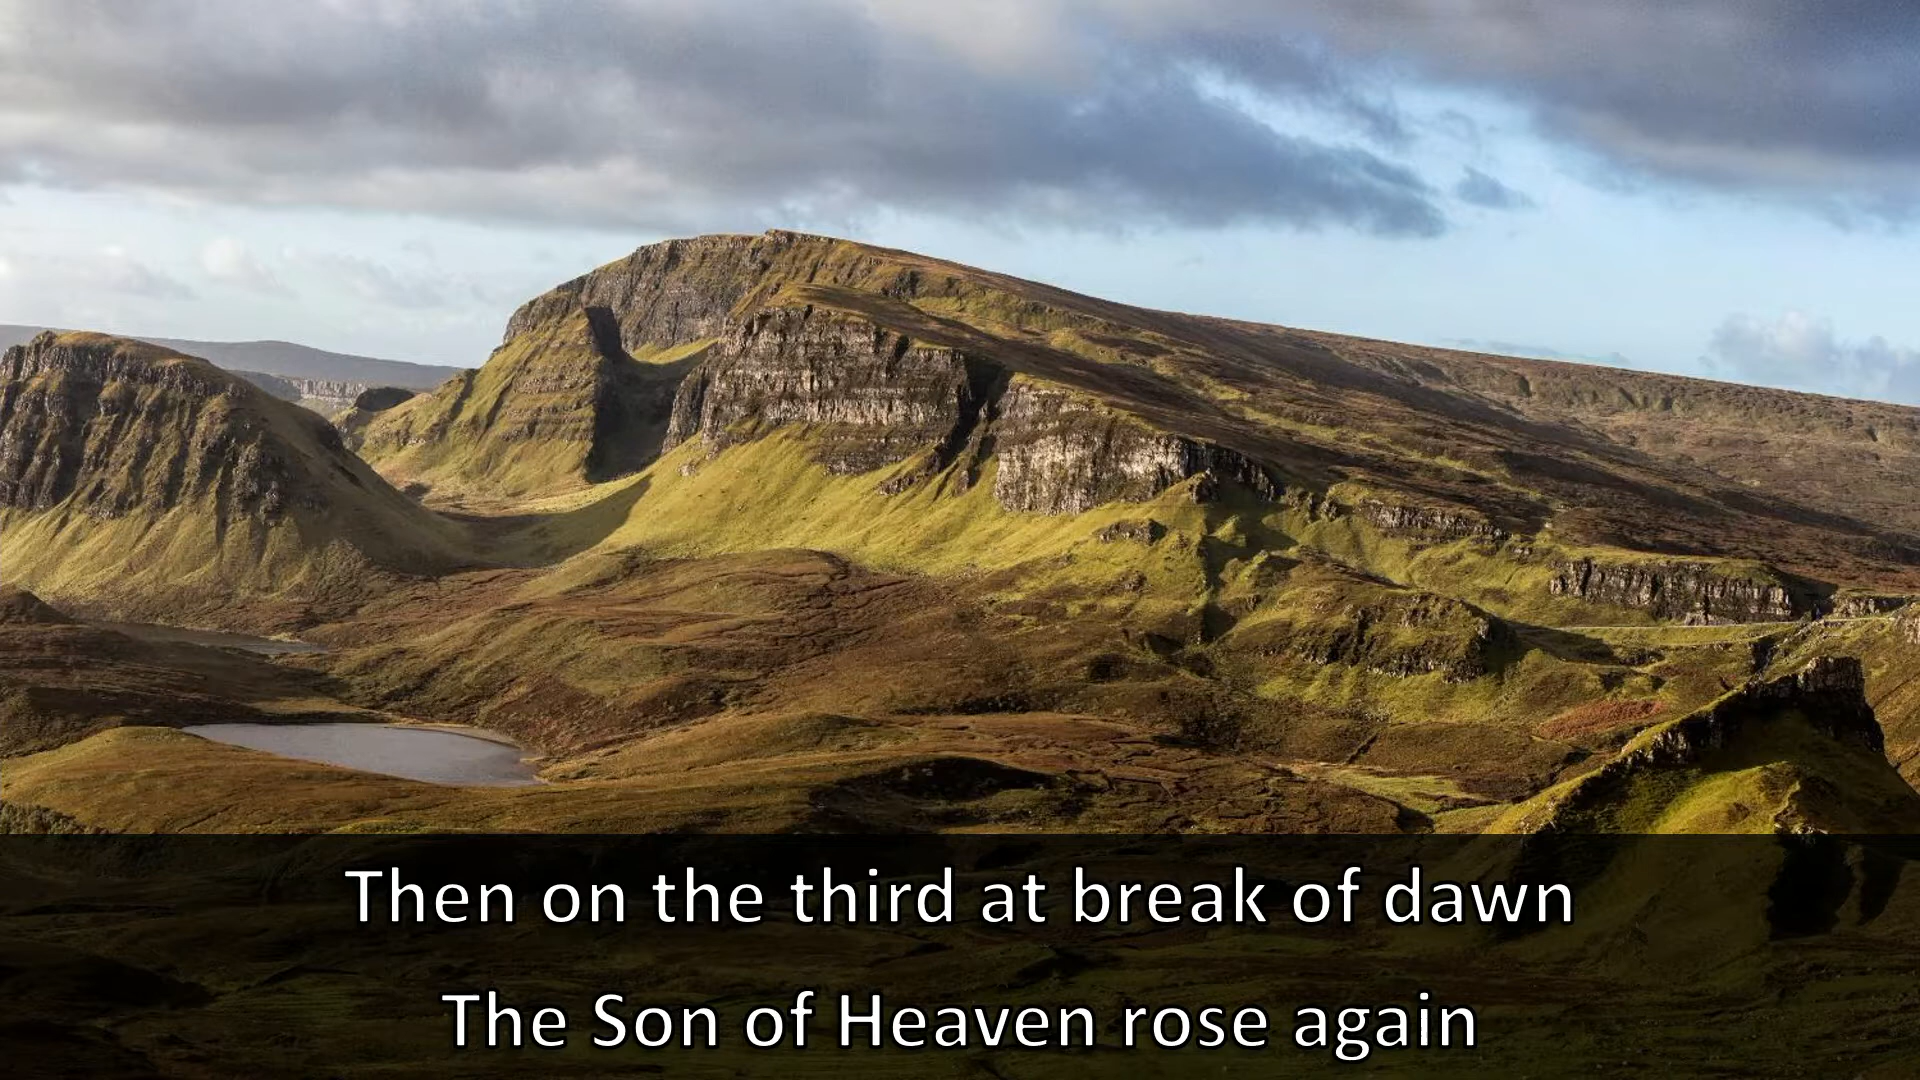 Then on the third at break of dawn
The Son of Heaven rose again